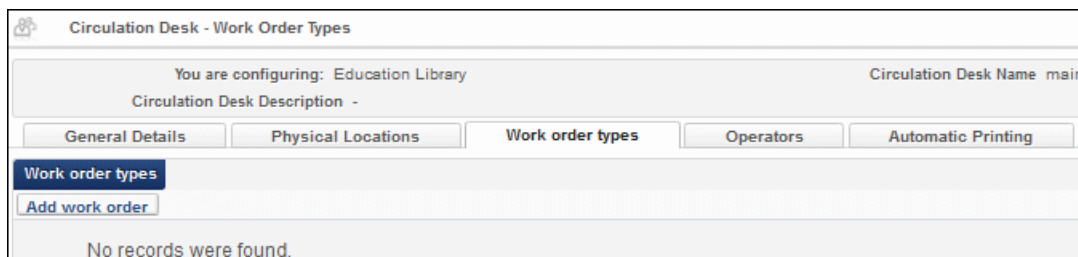 Circulation Desk - Work Order Types
You are configuring: Education Library Circulation Desk Name
Circulation Desk Description -
General Details Physical Locations Work order types Operators Automatic Printing
Work order types
Add work order
No records were found.